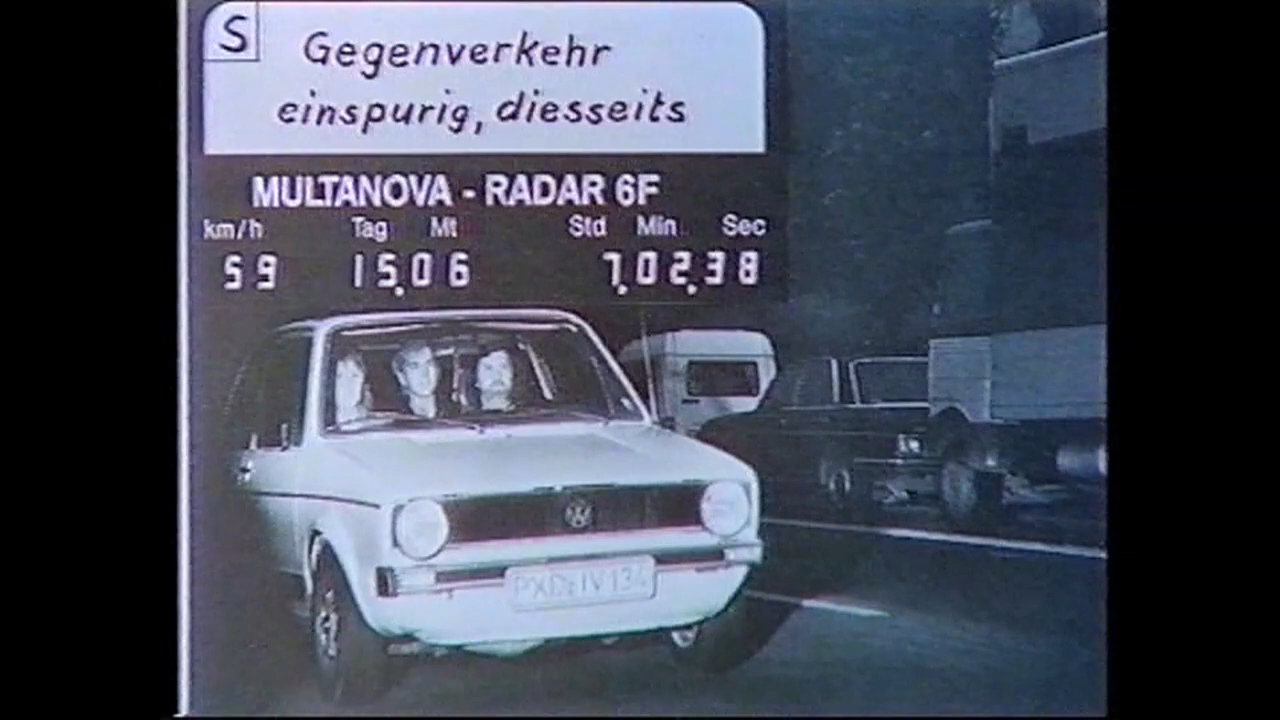 S
Gegenverkehr
einspurig, diesseits
MULTANOVA - RADAR 6F
km/h Tag Mt Std Min Sec
59 15.06 7.02.38